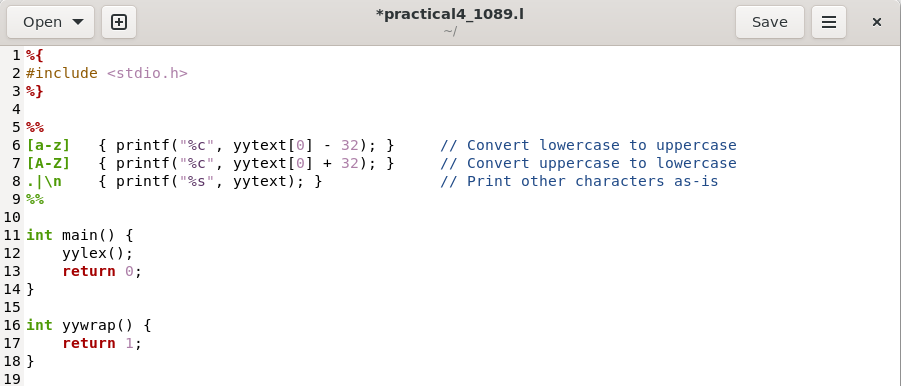 Open
*practical4_1089.l
~/
Save
1 %{
2 #include <stdio.h>
3 %}
4
5 %%
6 [a-z]   { printf("%c", yytext[0] - 32); }     // Convert lowercase to uppercase
7 [A-Z]   { printf("%c", yytext[0] + 32); }     // Convert uppercase to lowercase
8 .|\n    { printf("%s", yytext); }             // Print other characters as-is
9 %%
10
11 int main() {
12     yylex();
13     return 0;
14 }
15
16 int yywrap() {
17     return 1;
18 }
19